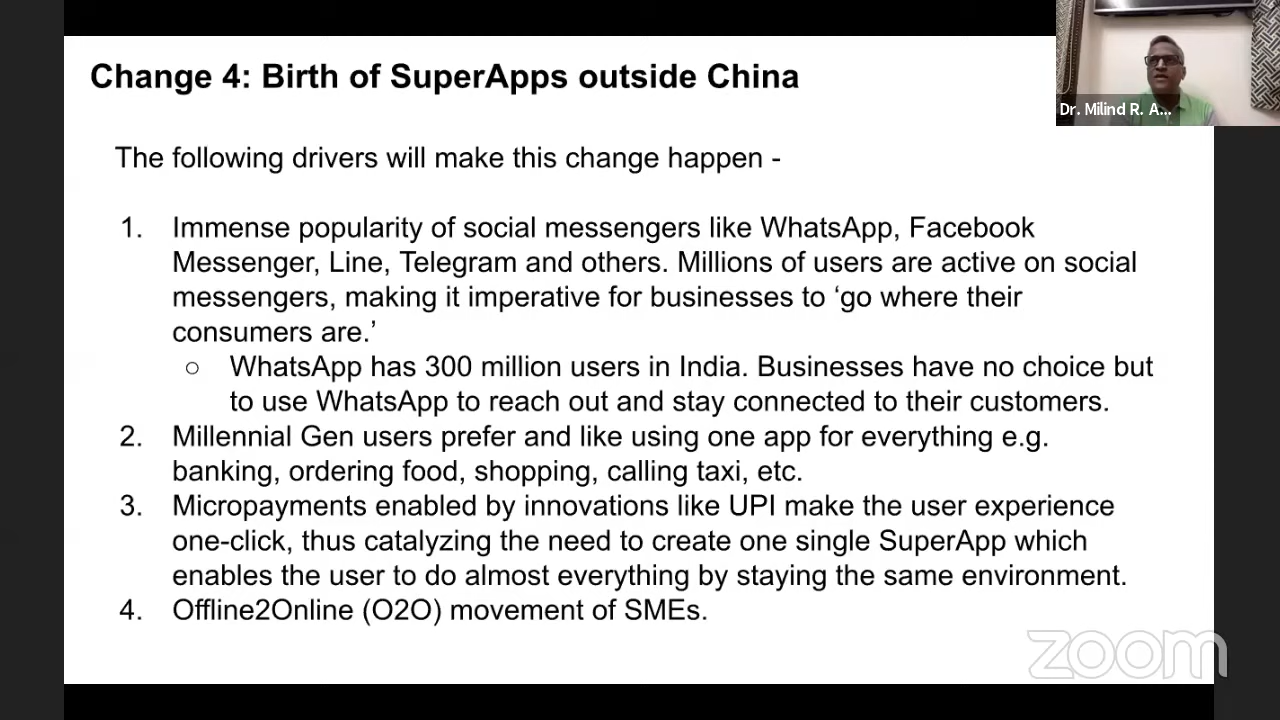 Change 4: Birth of SuperApps outside China
Dr. Milind R. A...
The following drivers will make this change happen -
1. Immense popularity of social messengers like WhatsApp, Facebook
Messenger, Line, Telegram and others. Millions of users are active on social
messengers, making it imperative for businesses to ‘go where their
consumers are.’
○ WhatsApp has 300 million users in India. Businesses have no choice but
to use WhatsApp to reach out and stay connected to their customers.
2. Millennial Gen users prefer and like using one app for everything e.g.
banking, ordering food, shopping, calling taxi, etc.
3. Micropayments enabled by innovations like UPI make the user experience
one-click, thus catalyzing the need to create one single SuperApp which
enables the user to do almost everything by staying the same environment.
4. Offline2Online (O2O) movement of SMEs.
zoom